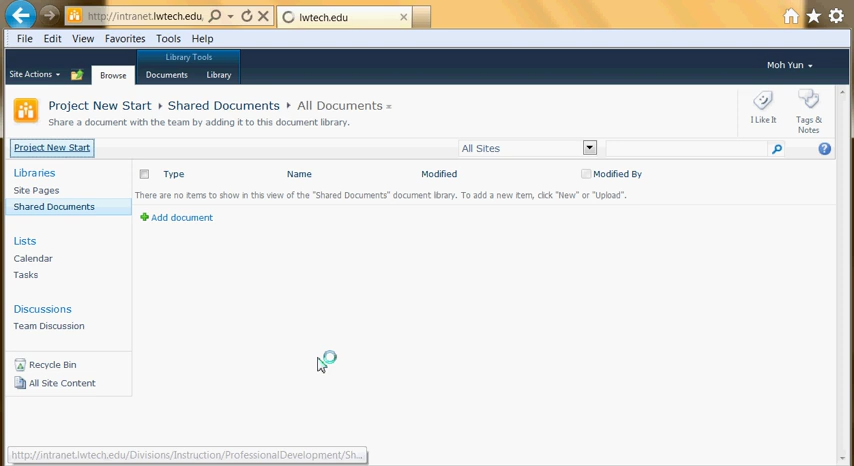 http://intranet.lwtech.edu,
lwtech.edu
File Edit View Favorites Tools Help
Library Tools
Site Actions Browse Documents Library Moh Yun
Project New Start Shared Documents All Documents
Share a document with the team by adding it to this document library.
I Like It Tags & Notes
Project New Start All Sites
Libraries
Site Pages
Shared Documents
Lists
Calendar
Tasks
Discussions
Team Discussion
Recycle Bin
All Site Content
Type Name Modified Modified By
There are no items to show in this view of the "Shared Documents" document library. To add a new item, click "New" or "Upload".
Add document
http://intranet.lwtech.edu/Divisions/Instruction/ProfessionalDevelopment/Sh...